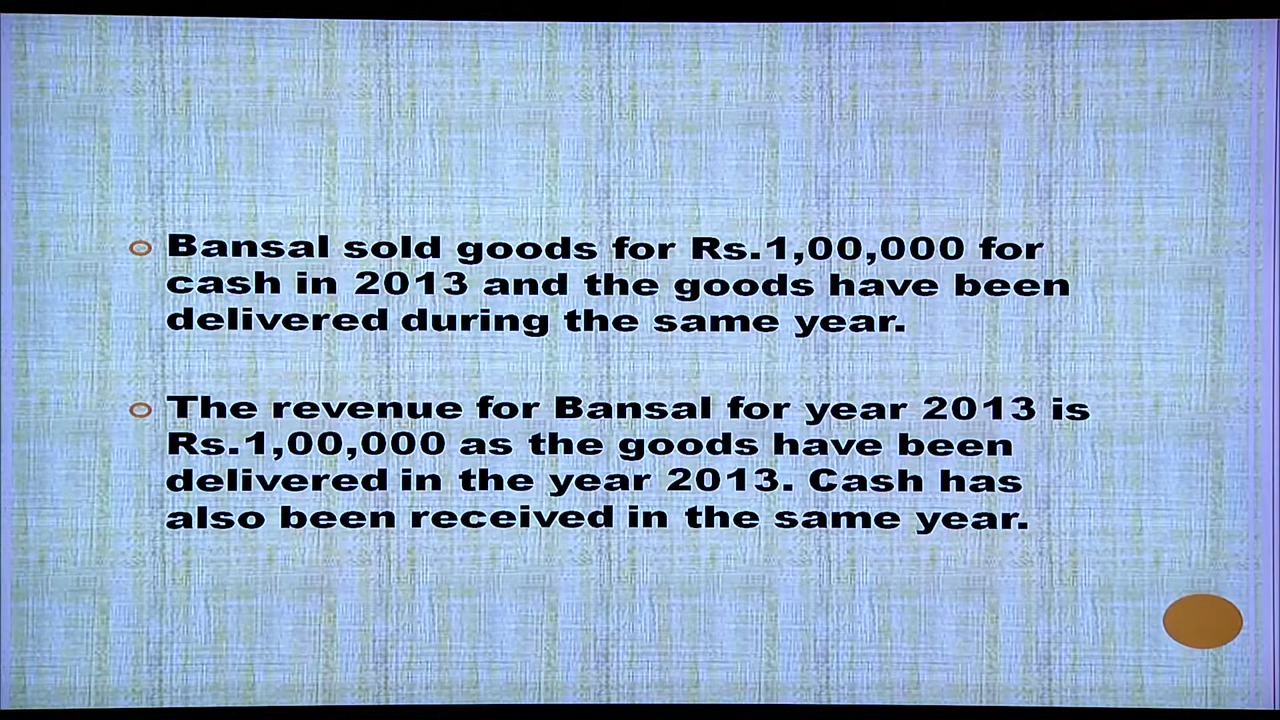 Bansal sold goods for Rs.1,00,000 for
cash in 2013 and the goods have been
delivered during the same year.
The revenue for Bansal for year 2013 is
Rs.1,00,000 as the goods have been
delivered in the year 2013. Cash has
also been received in the same year.